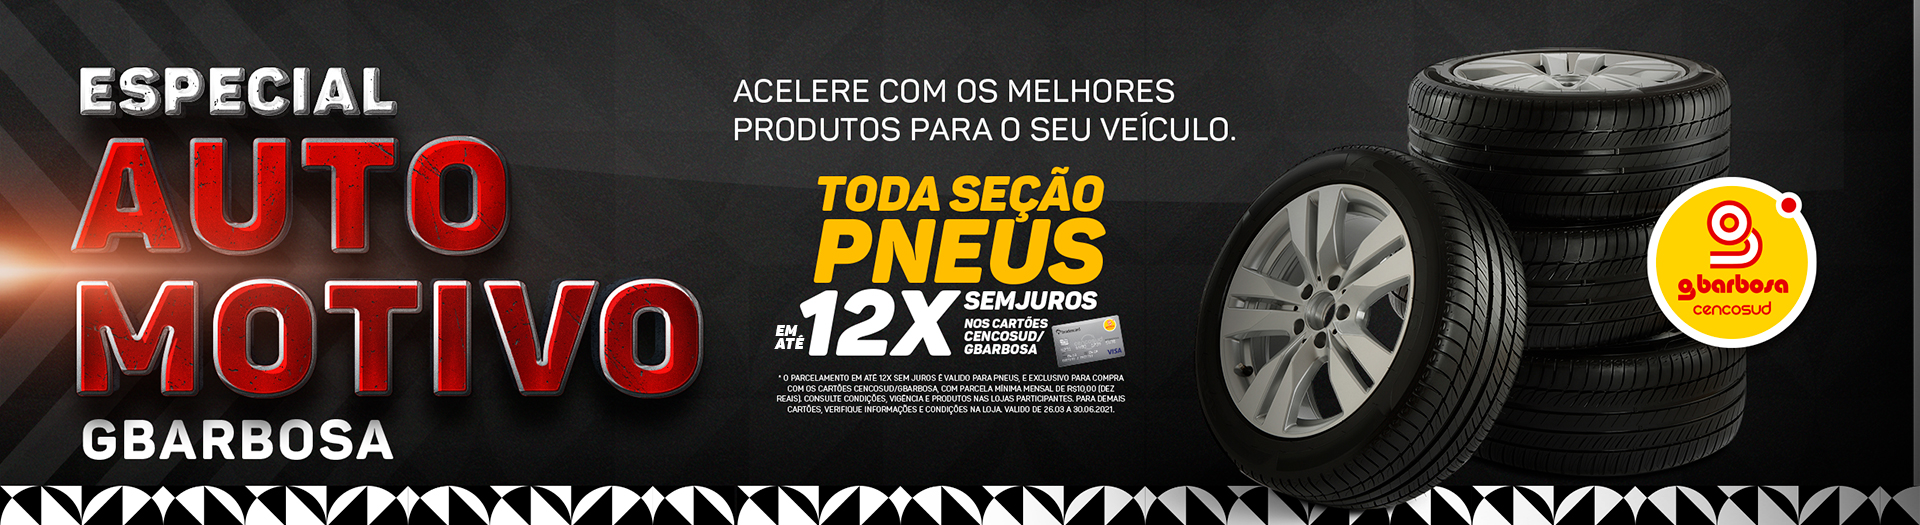 ESPECIAL
AUTO
MOTIVO
GBARBOSA
ACELERE COM OS MELHORES
PRODUTOS PARA O SEU VEÍCULO.
TODA SEÇÃO
PNEUS
EM
ATÉ
12X
SEMJUROS
NOS CARTÕES
CENCOSUD/
GBARBOSA
VISA
* O PARCELAMENTO EM ATÉ 12X SEM JUROS É VALIDO PARA PNEUS, E EXCLUSIVO PARA COMPRA
COM OS CARTÕES CENCOSUD/GBARBOSA, COM PARCELA MÍNIMA MENSAL DE R$10,00 (DEZ
REAIS). CONSULTE CONDIÇÕES, VIGÊNCIA E PRODUTOS NAS LOJAS PARTICIPANTES. PARA DEMAIS
CARTÕES, VERIFIQUE INFORMAÇÕES E CONDIÇÕES NA LOJA. VALIDO DE 26.03 A 30.06.2021.
gbarbosa
cencosud